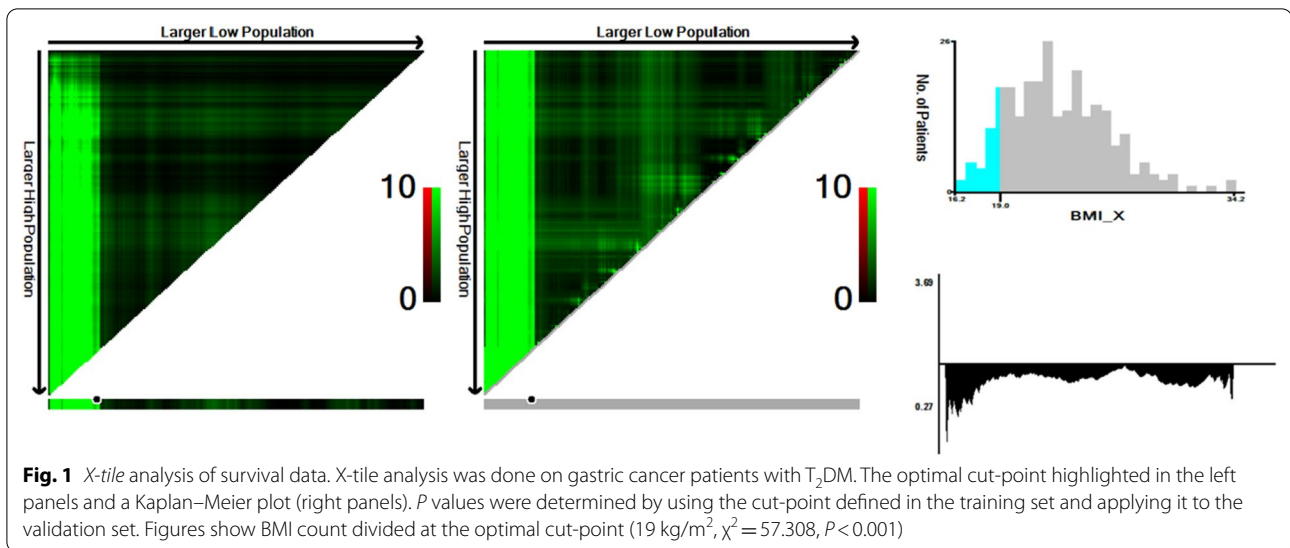 Larger Low Population
Larger High Population
10
0
Larger Low Population
Larger High Population
10
0
26
No. of Patients
0
16.2
19.0
34.2
BMI_X
3.69
0.27
Fig. 1 X-tile analysis of survival data. X-tile analysis was done on gastric cancer patients with T₂DM. The optimal cut-point highlighted in the left
panels and a Kaplan–Meier plot (right panels). P values were determined by using the cut-point defined in the training set and applying it to the
validation set. Figures show BMI count divided at the optimal cut-point (19 kg/m², χ² = 57.308, P < 0.001)